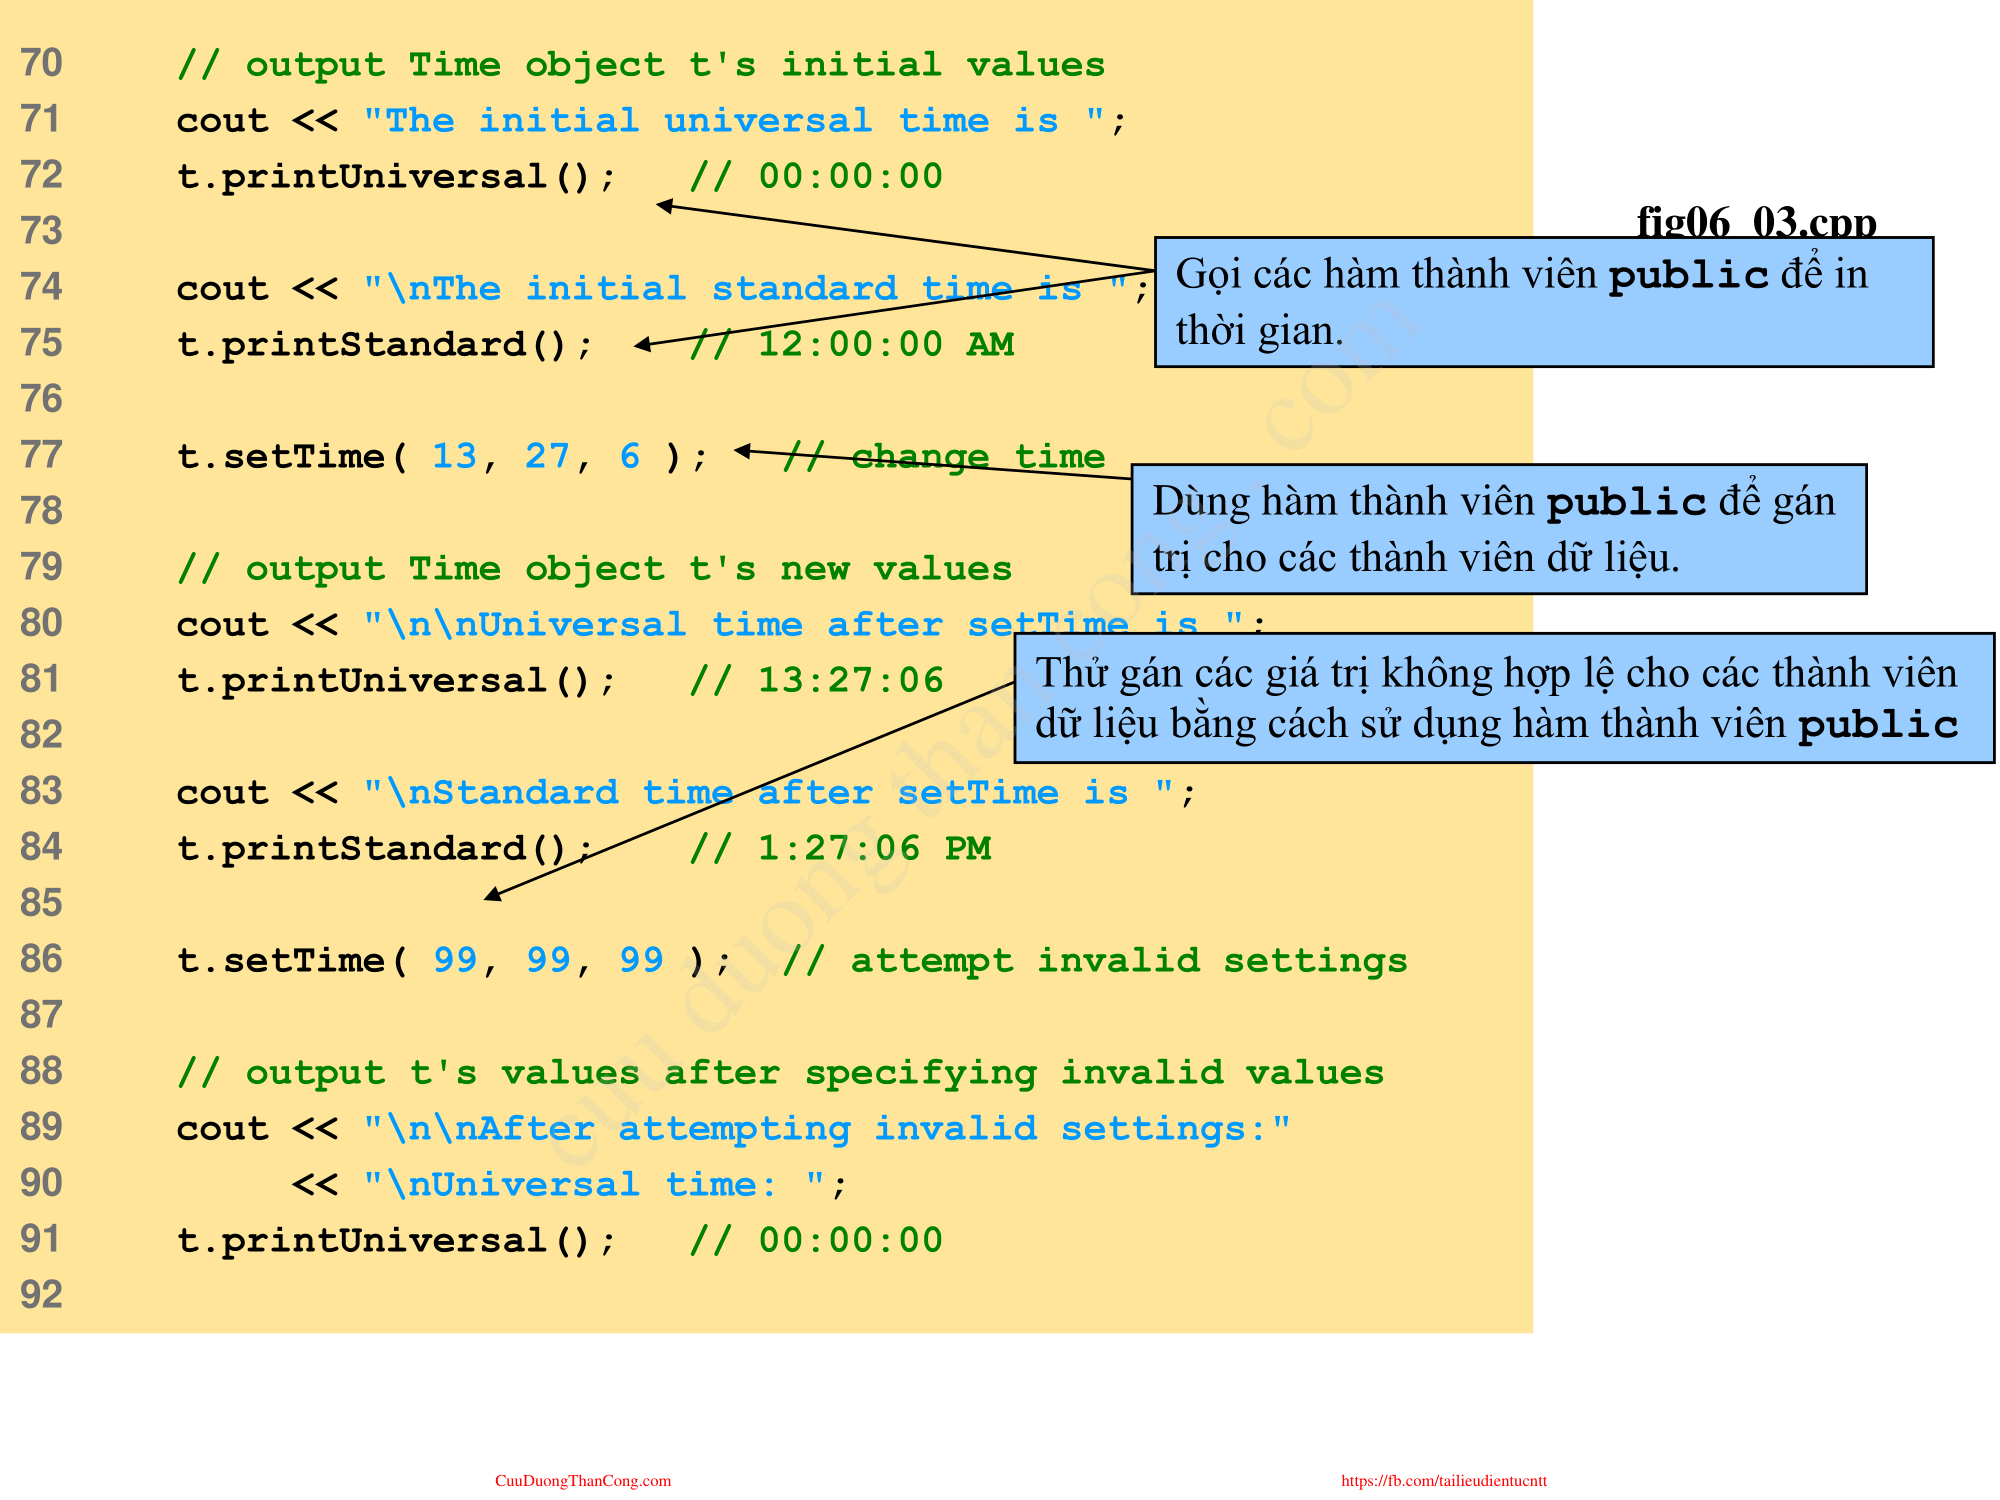 70 // output Time object t's initial values
71 cout << "The initial universal time is ";
72 t.printUniversal(); // 00:00:00
73
fig06_03.cpp
74 cout << "\nThe initial standard time is ";
75 t.printStandard(); // 12:00:00 AM
Gọi các hàm thành viên public để in
thời gian.
76
77 t.setTime( 13, 27, 6 ); // change time
78
Dùng hàm thành viên public để gán
trị cho các thành viên dữ liệu.
79 // output Time object t's new values
80 cout << "\n\nUniversal time after setTime is ";
81 t.printUniversal(); // 13:27:06
Thử gán các giá trị không hợp lệ cho các thành viên
dữ liệu bằng cách sử dụng hàm thành viên public
82
83 cout << "\nStandard time after setTime is ";
84 t.printStandard(); // 1:27:06 PM
85
86 t.setTime( 99, 99, 99 ); // attempt invalid settings
87
88 // output t's values after specifying invalid values
89 cout << "\n\nAfter attempting invalid settings:"
90 << "\nUniversal time: ";
91 t.printUniversal(); // 00:00:00
92
cuu duong than cong . com
CuuDuongThanCong.com
https://fb.com/tailieudientucntt